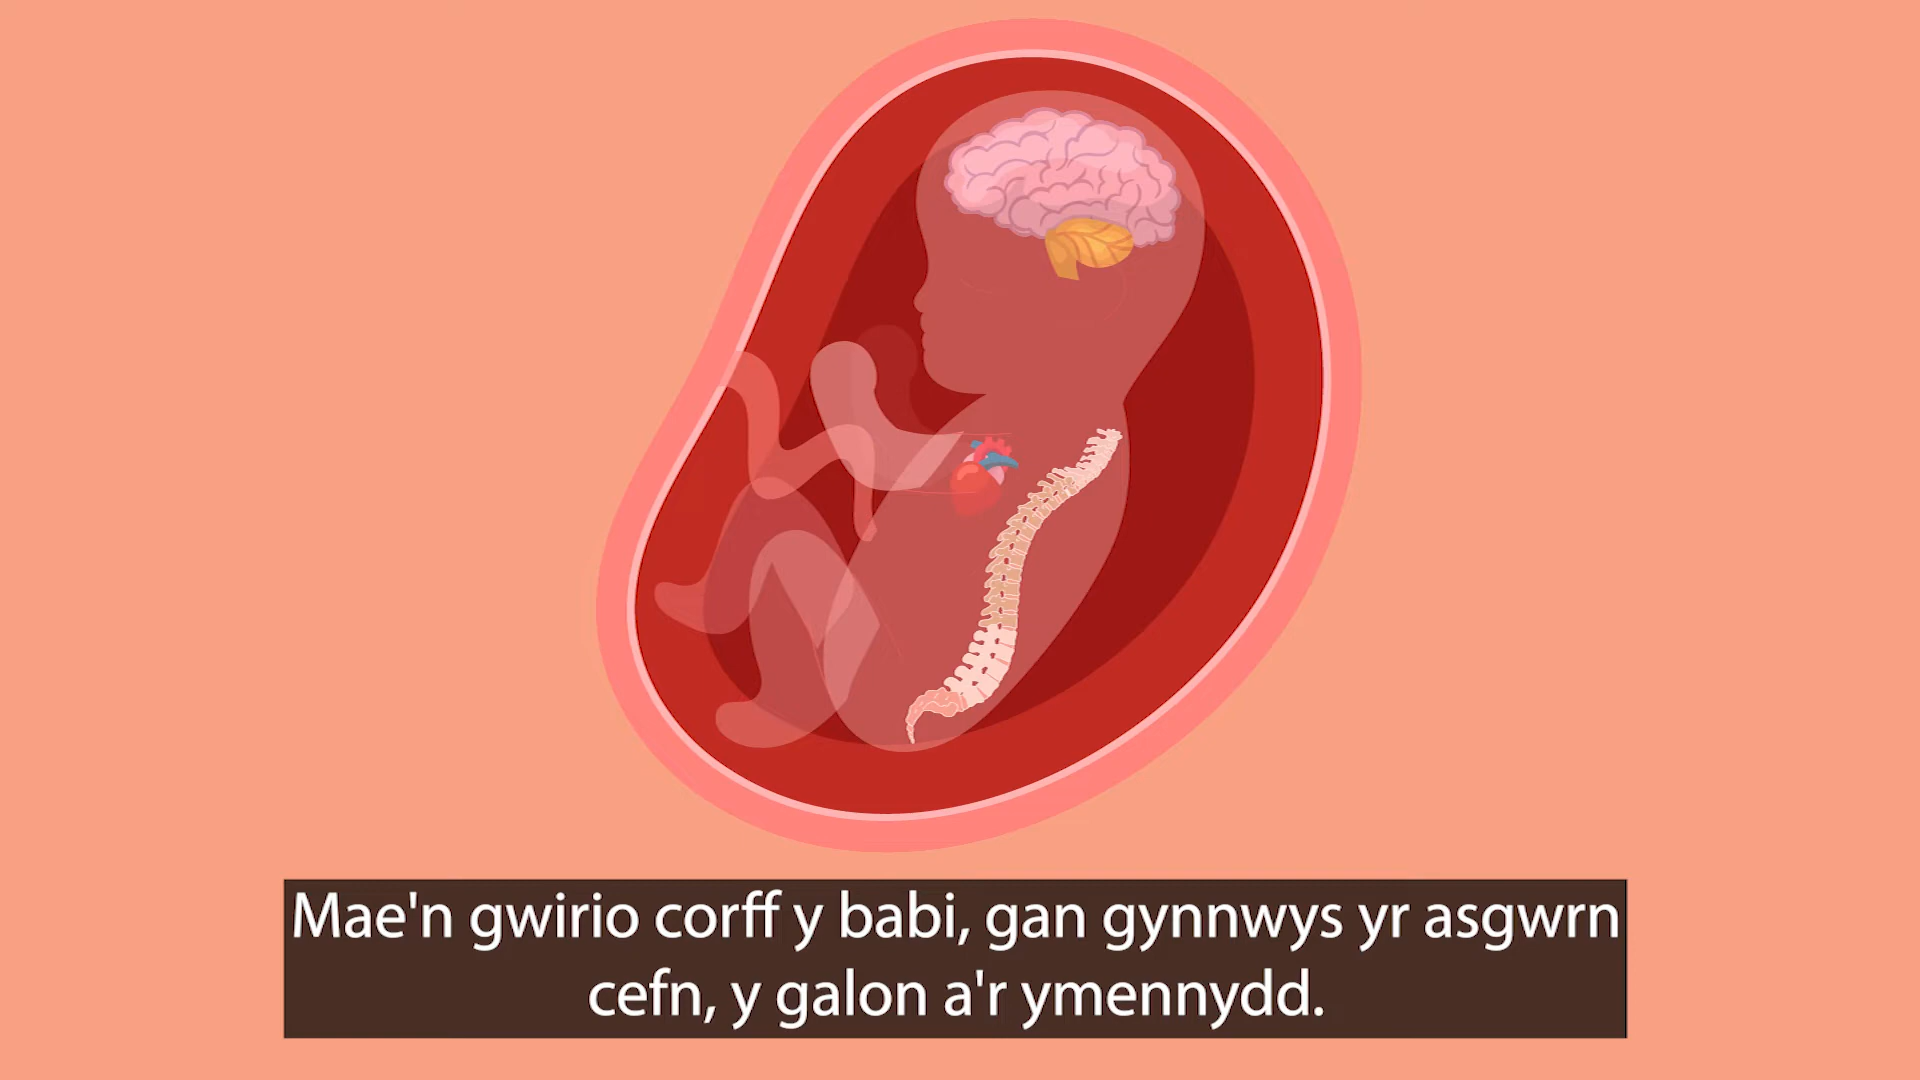 Mae'n gwirio corff y babi, gan gynnwys yr asgwrn
cefn, y galon a'r ymennydd.